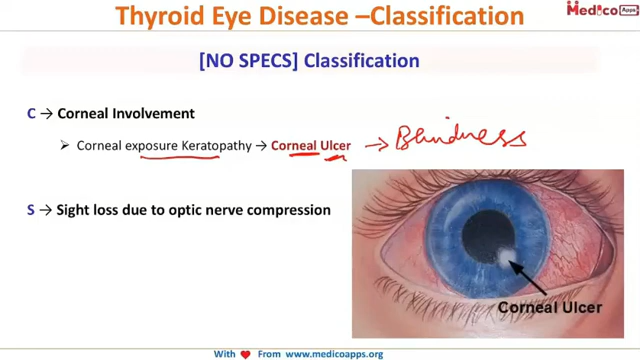 Thyroid Eye Disease –Classification
MedicoApps
[NO SPECS] Classification
C → Corneal Involvement
➢ Corneal exposure Keratopathy → Corneal Ulcer → Blindness
S → Sight loss due to optic nerve compression
Corneal Ulcer
With ❤ From www.medicoapps.org